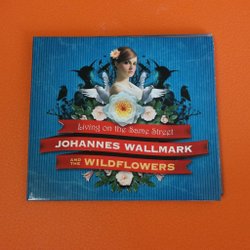 Living on the Same Street
JOHANNES WALLMARK
AND THE WILDFLOWERS